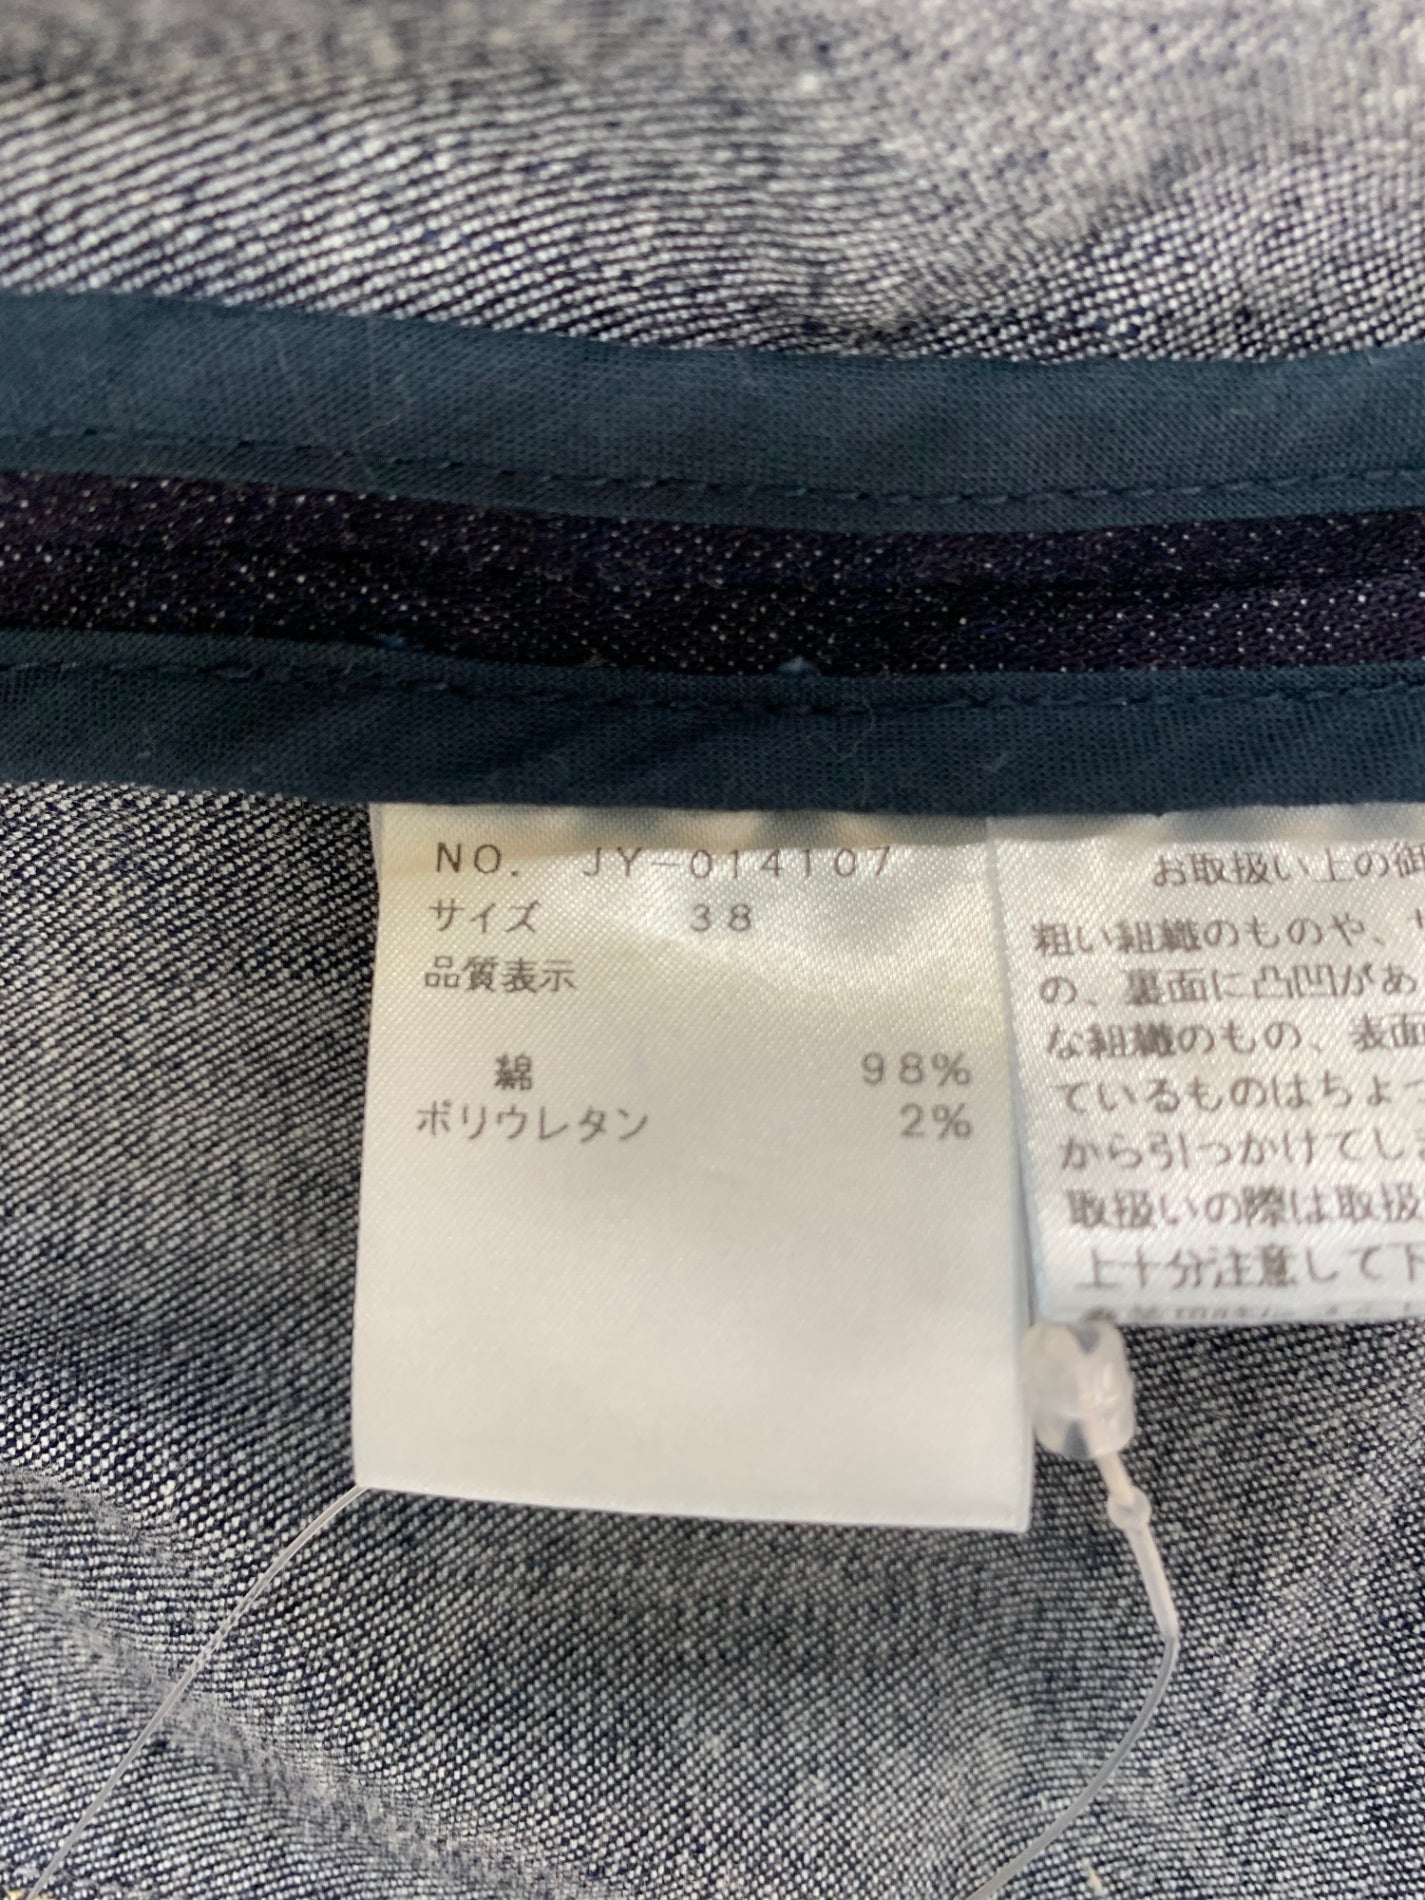 NO. JY-014107
サイズ 38
品質表示
綿 98%
ポリウレタン 2%
お取扱い上の御
粗い組織のものや、
の、裏面に凸凹があ
な組織のもの、表面
ているものはちょっ
から引っかけてしま
取扱いの際は取扱
上十分注意して下